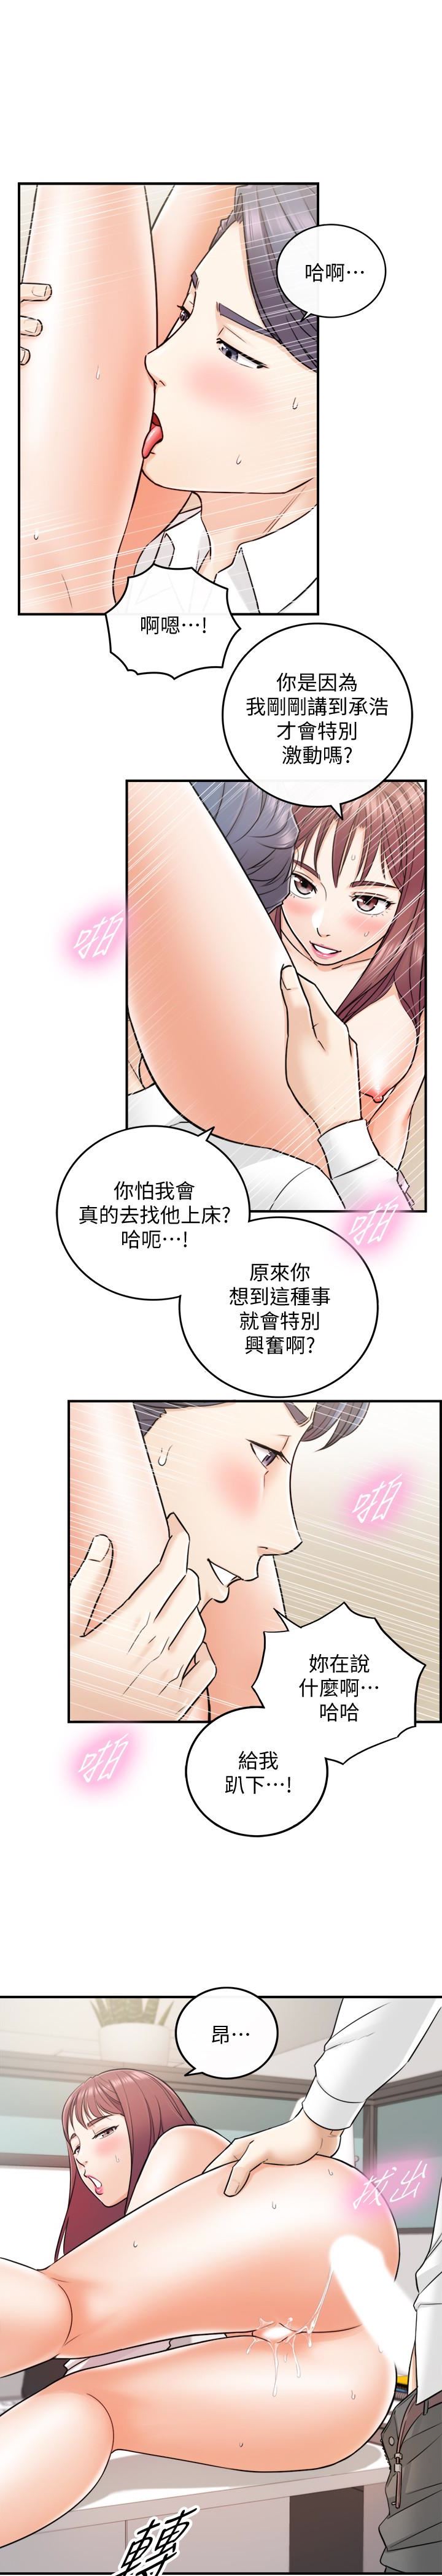 哈啊⋯
啊嗯⋯!
你是因為
我剛剛講到承浩
才會特別
激動嗎?
啪
你怕我會
真的去找他上床?
哈呃⋯!
啪
原來你
想到這種事
就會特別
興奮啊?
啪
妳在說
什麼啊⋯
哈哈
啪
給我
趴下⋯!
昂⋯
拔出
轉